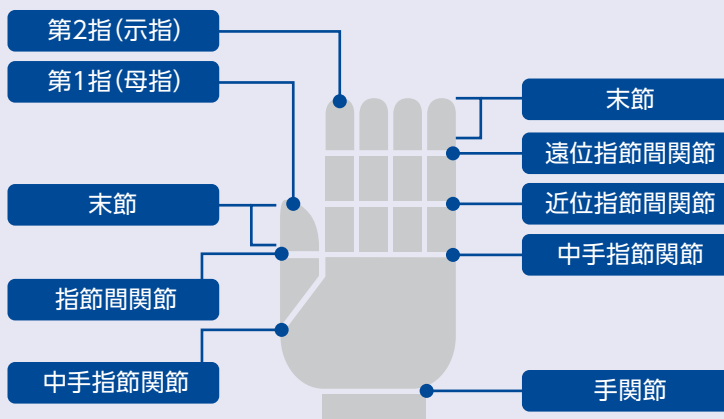 第2指(示指)
第1指(母指)
末節
指節間関節
中手指節関節
末節
遠位指節間関節
近位指節間関節
中手指節関節
手関節